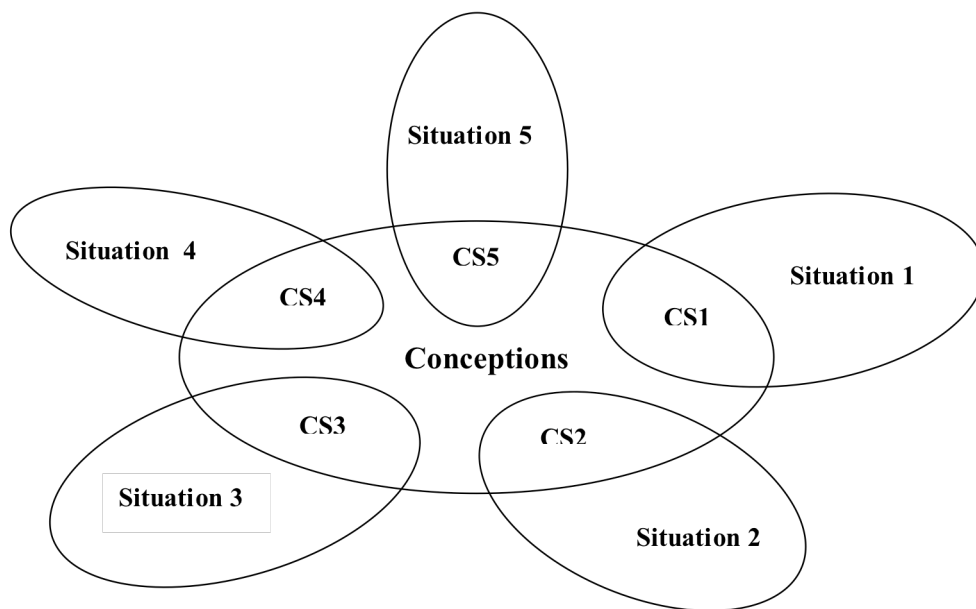 Situation 5
Situation 4
CS5
Situation 1
CS4
CS1
Conceptions
CS3
CS2
Situation 3
Situation 2